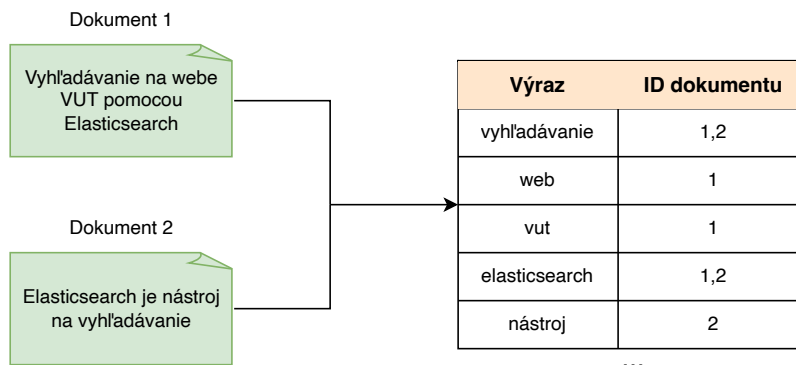 Dokument 1
Vyhľadávanie na webe
VUT pomocou
Elasticsearch
Dokument 2
Elasticsearch je nástroj
na vyhľadávanie
Výraz ID dokumentu
vyhľadávanie 1,2
web 1
vut 1
elasticsearch 1,2
nástroj 2
...